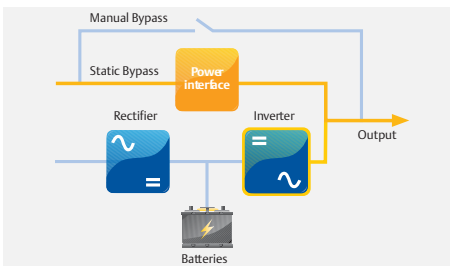 Manual Bypass
Static Bypass
Power
interface
Rectifier
Inverter
Output
Batteries